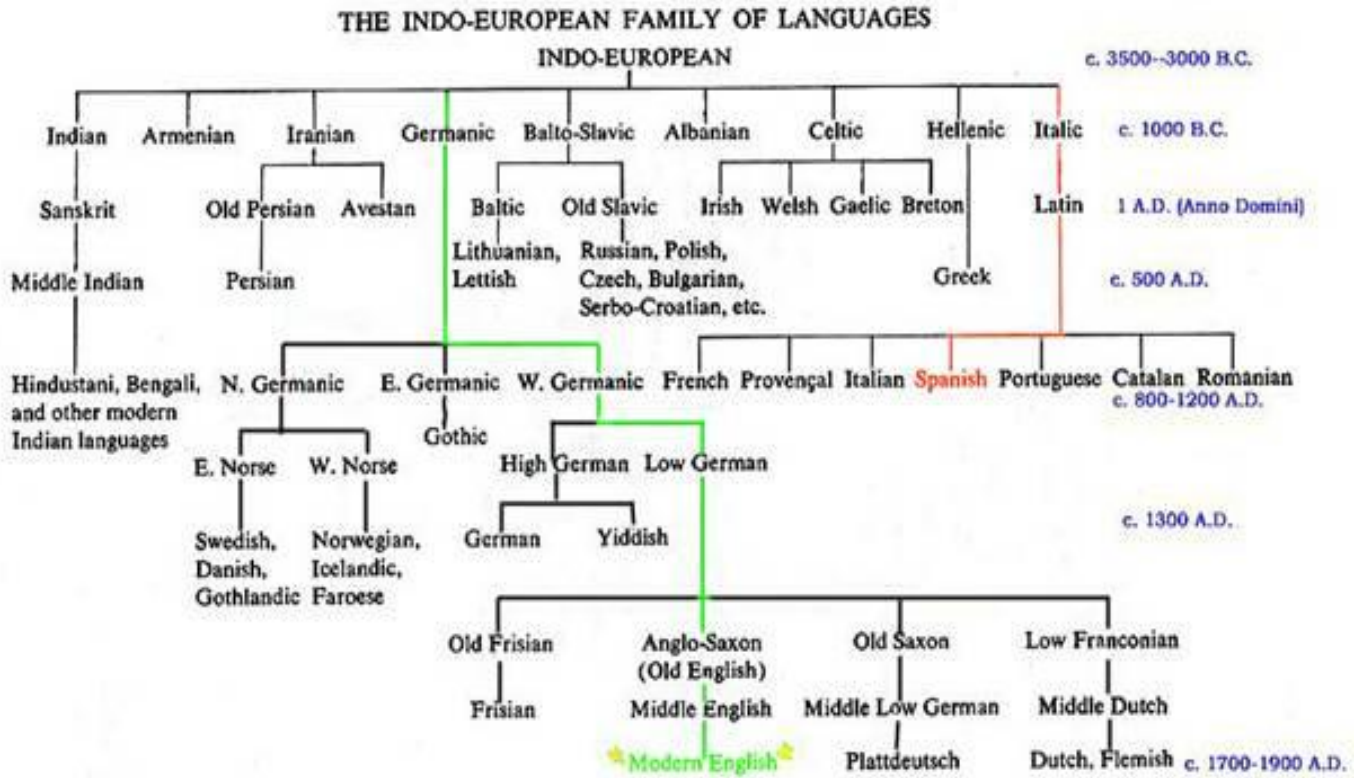 THE INDO-EUROPEAN FAMILY OF LANGUAGES
INDO-EUROPEAN
c. 3500--3000 B.C.
Indian Armenian Iranian Germanic Balto-Slavic Albanian Celtic Hellenic Italic c. 1000 B.C.
Sanskrit Old Persian Avestan Baltic Old Slavic Irish Welsh Gaelic Breton Latin 1 A.D. (Anno Domini)
Lithuanian, Russian, Polish,
Middle Indian Persian Lettish Czech, Bulgarian, Greek c. 500 A.D.
Serbo-Croatian, etc.
Hindustani, Bengali, N. Germanic E. Germanic W. Germanic French Provençal Italian Spanish Portuguese Catalan Romanian
and other modern c. 800-1200 A.D.
Indian languages Gothic
E. Norse W. Norse High German Low German
c. 1300 A.D.
Swedish, Norwegian, German Yiddish
Danish, Icelandic,
Gothlandic Faroese
Old Frisian Anglo-Saxon Old Saxon Low Franconian
(Old English)
Frisian Middle English Middle Low German Middle Dutch
Modern English Plattdeutsch Dutch, Flemish c. 1700-1900 A.D.